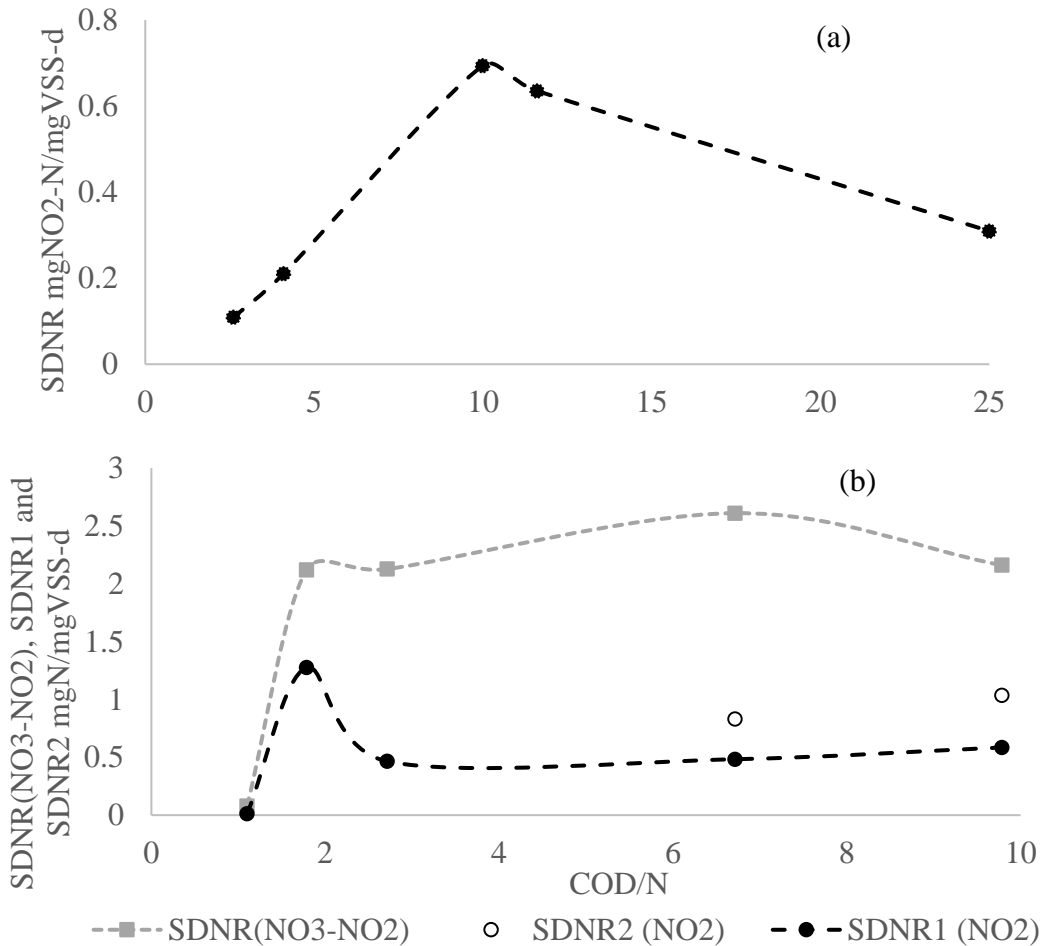 (a)
SDNR mgNO2-N/mgVSS-d
0.8
0.6
0.4
0.2
0
0 5 10 15 20 25
(b)
SDNR(NO3-NO2), SDNR1 and
SDNR2 mgN/mgVSS-d
3
2.5
2
1.5
1
0.5
0
0 2 4 6 8 10
COD/N
SDNR(NO3-NO2) SDNR2 (NO2) SDNR1 (NO2)